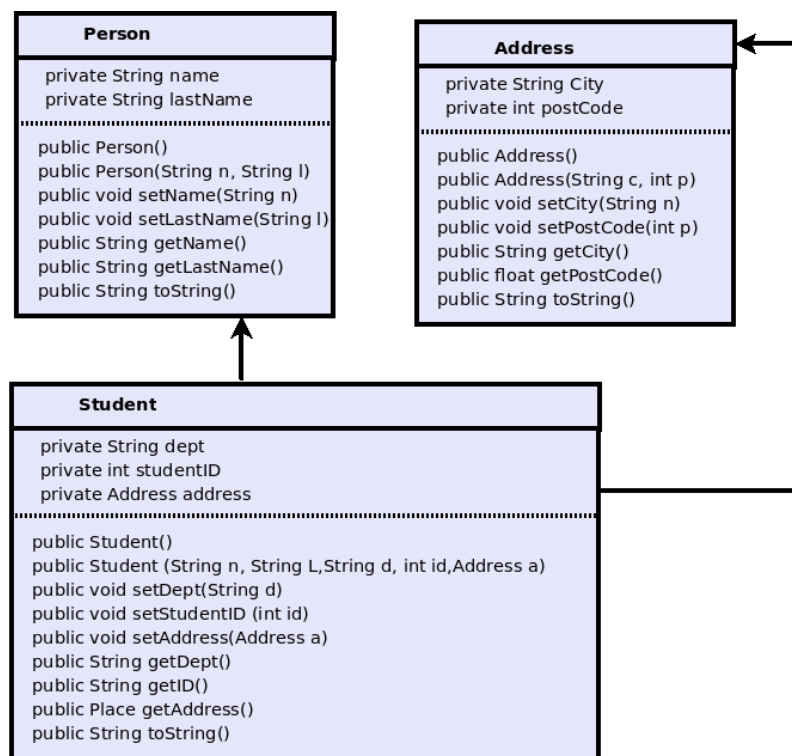 Person
private String name
private String lastName
public Person()
public Person(String n, String l)
public void setName(String n)
public void setLastName(String l)
public String getName()
public String getLastName()
public String toString()
Address
private String City
private int postCode
public Address()
public Address(String c, int p)
public void setCity(String n)
public void setPostCode(int p)
public String getCity()
public float getPostCode()
public String toString()
Student
private String dept
private int studentID
private Address address
public Student()
public Student (String n, String L,String d, int id,Address a)
public void setDept(String d)
public void setStudentID (int id)
public void setAddress(Address a)
public String getDept()
public String getID()
public Place getAddress()
public String toString()